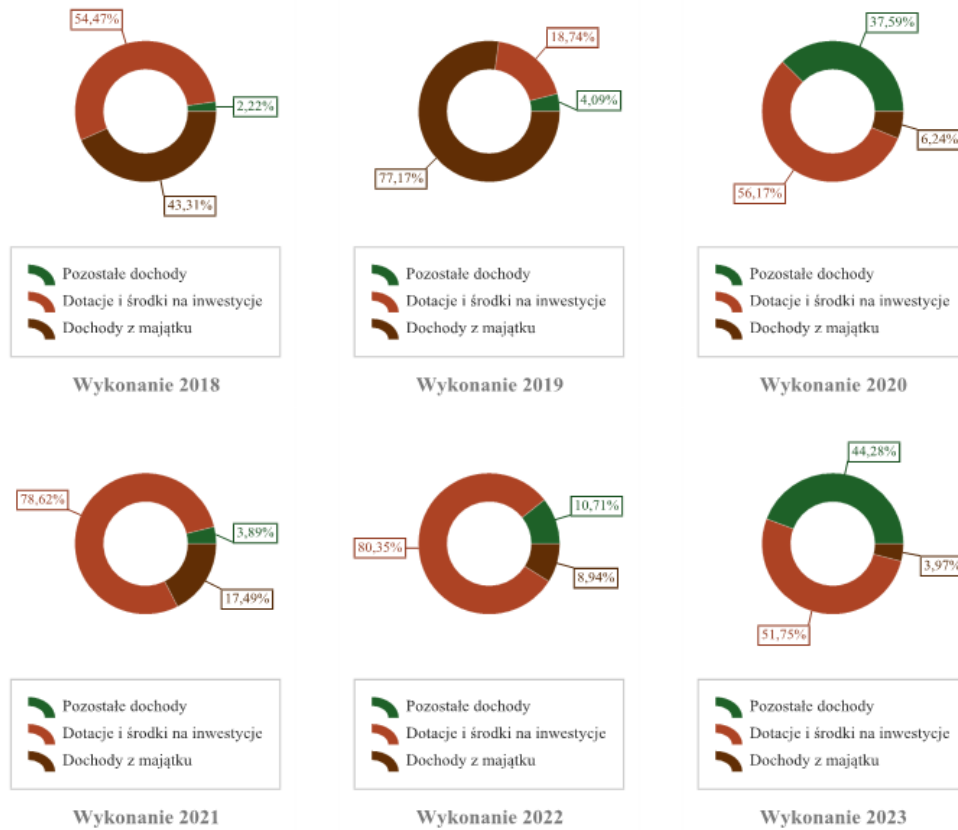 54,47%
2,22%
43,31%
Pozostałe dochody
Dotacje i środki na inwestycje
Dochody z majątku
Wykonanie 2018
18,74%
4,09%
77,17%
Pozostałe dochody
Dotacje i środki na inwestycje
Dochody z majątku
Wykonanie 2019
37,59%
6,24%
56,17%
Pozostałe dochody
Dotacje i środki na inwestycje
Dochody z majątku
Wykonanie 2020
78,62%
3,89%
17,49%
Pozostałe dochody
Dotacje i środki na inwestycje
Dochody z majątku
Wykonanie 2021
10,71%
80,35%
8,94%
Pozostałe dochody
Dotacje i środki na inwestycje
Dochody z majątku
Wykonanie 2022
44,28%
3,97%
51,75%
Pozostałe dochody
Dotacje i środki na inwestycje
Dochody z majątku
Wykonanie 2023